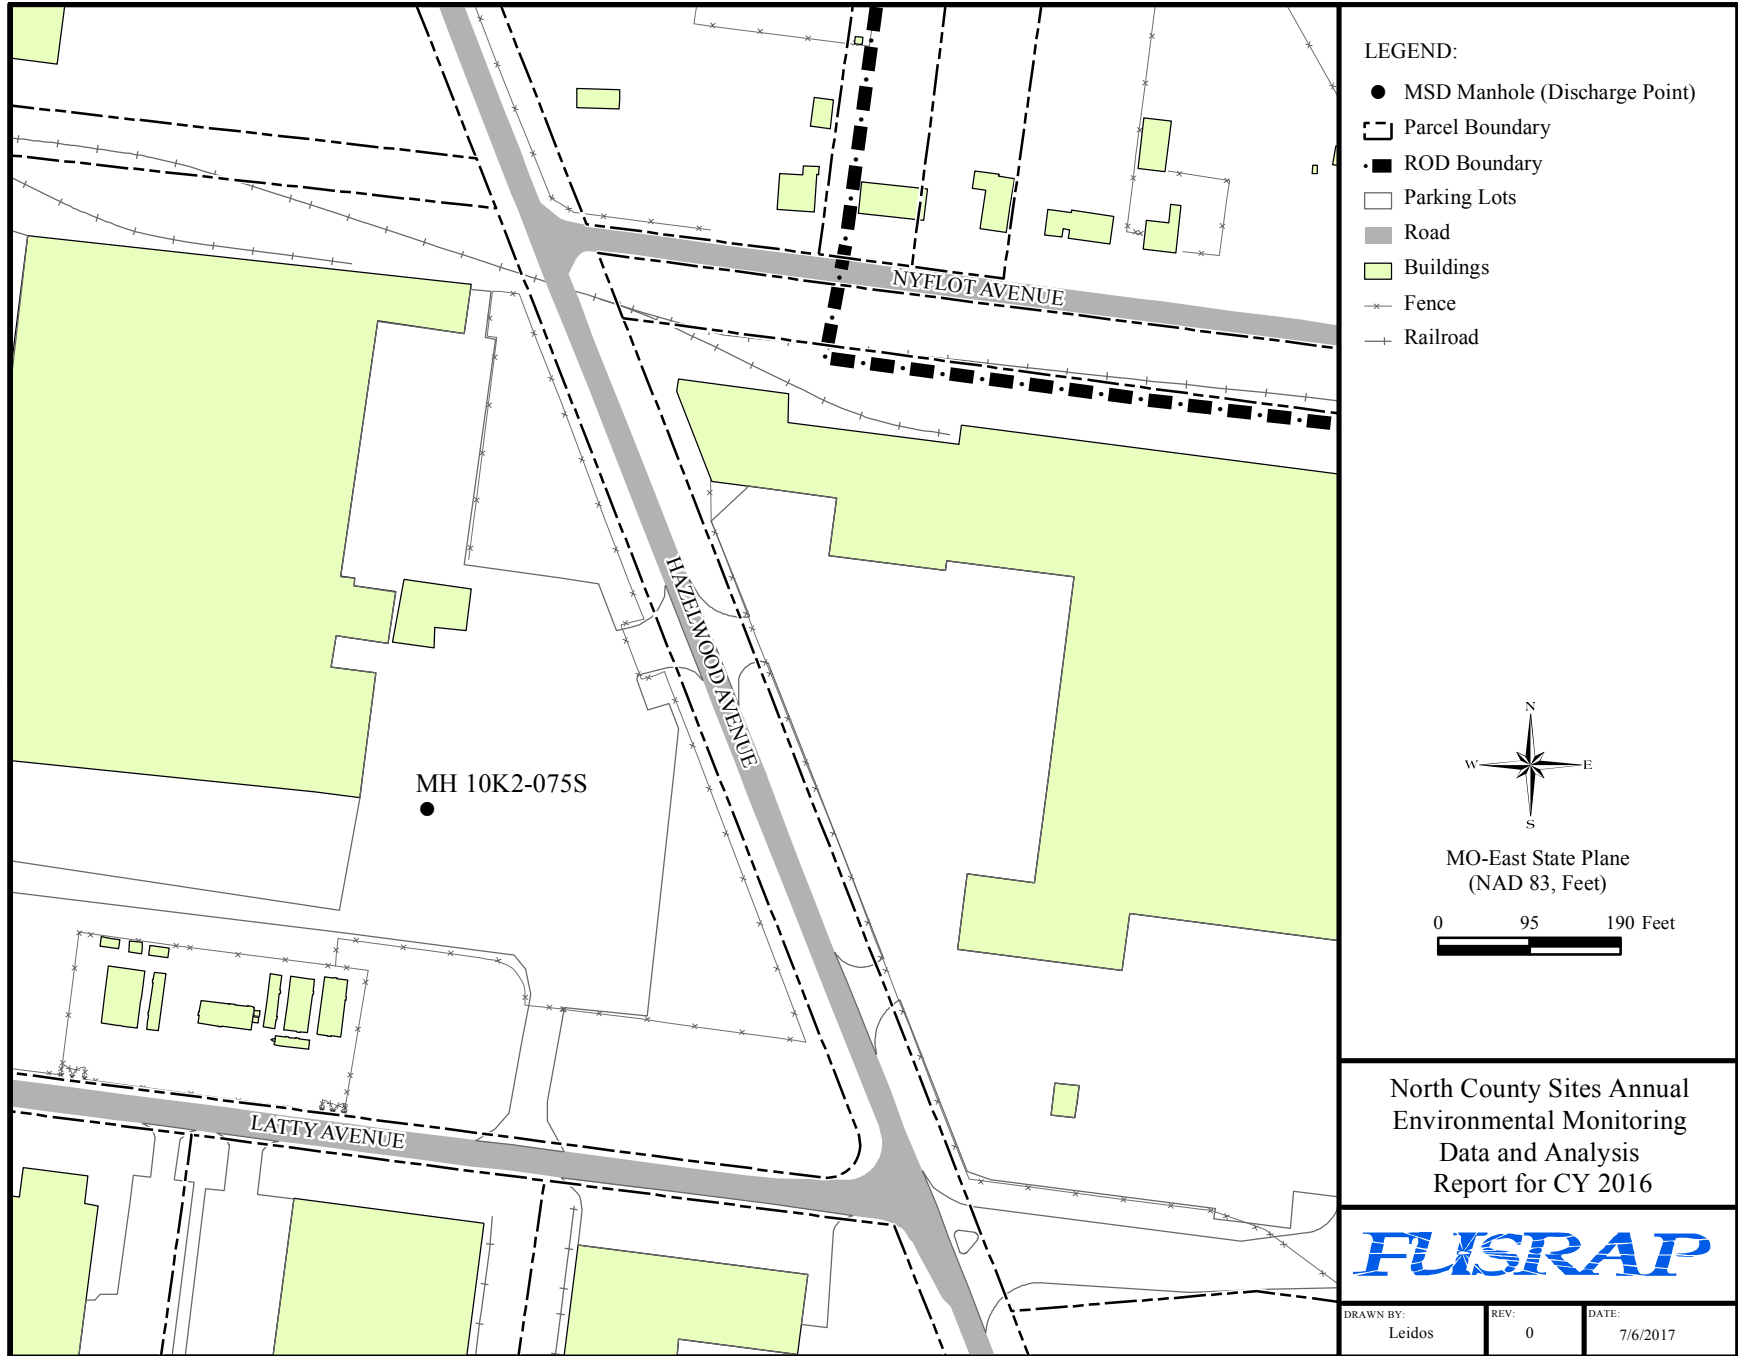 NYFLOT AVENUE
HAZELWOOD AVENUE
MH 10K2-075S
LATTY AVENUE
LEGEND:
MSD Manhole (Discharge Point)
Parcel Boundary
ROD Boundary
Parking Lots
Road
Buildings
Fence
Railroad
N
W E
S
MO-East State Plane
(NAD 83, Feet)
0 95 190 Feet
North County Sites Annual
Environmental Monitoring
Data and Analysis
Report for CY 2016
FUSRAP
DRAWN BY: REV: DATE:
Leidos 0 7/6/2017